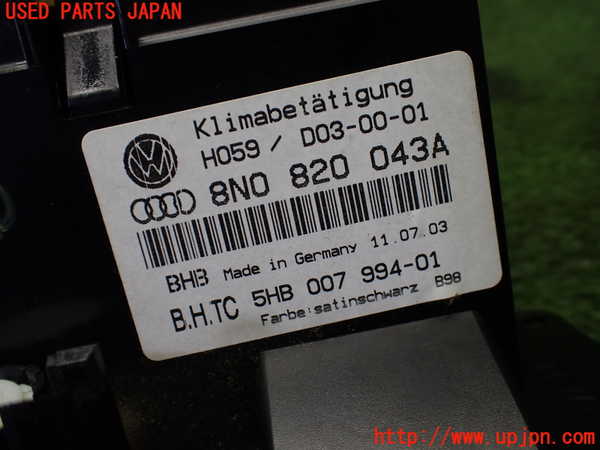 USED PARTS JAPAN
Klimabetätigung
H059 / D03-00-01
8N0 820 043A
BHB Made in Germany 11.07.03
B.H.TC 5HB 007 994-01
Farbe:satinschwarz B98
http://www.upjpn.com